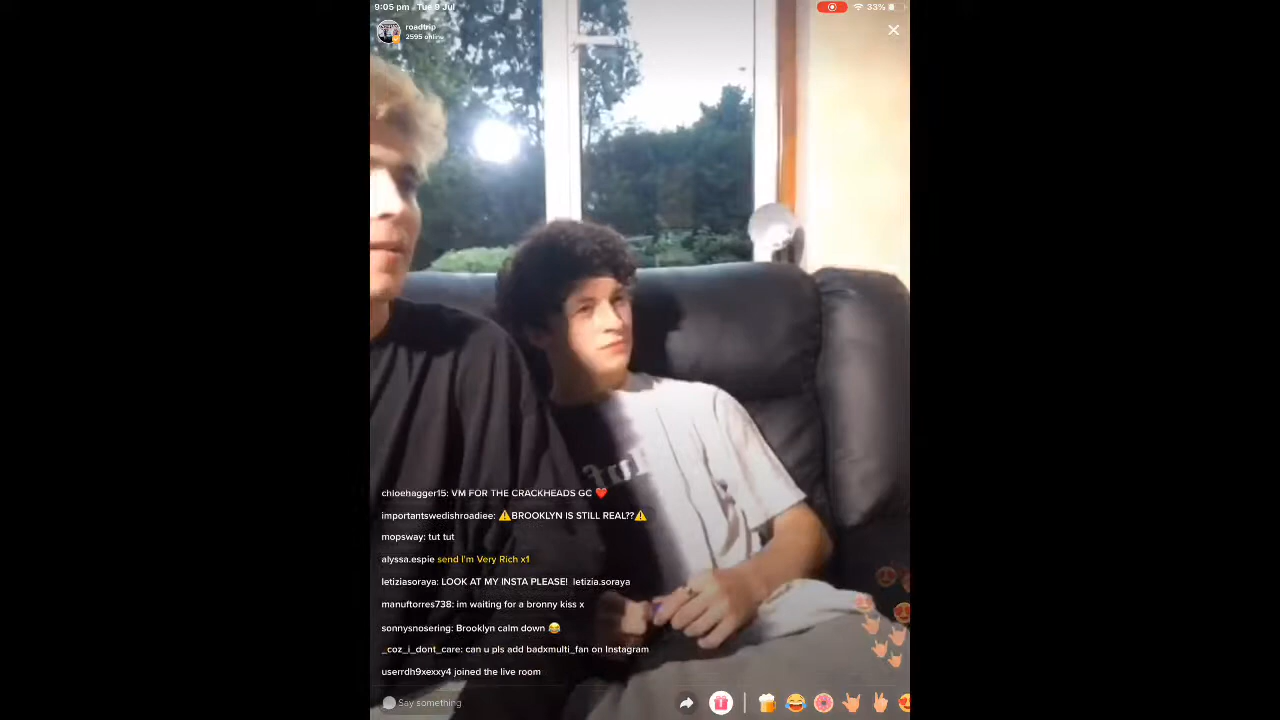 9:05 pm Tue 9 Jul
33%
roadtrip
2595 online
chloehagger15: VM FOR THE CRACKHEADS GC ❤️
importantswedishroadiee: ⚠️BROOKLYN IS STILL REAL??⚠️
mopsway: tut tut
alyssa.espie send I'm Very Rich x1
letiziasoraya: LOOK AT MY INSTA PLEASE! letizia.soraya
manuftorres738: im waiting for a bronny kiss x
sonnysnosering: Brooklyn calm down 😂
_coz_i_dont_care: can u pls add badxmulti_fan on Instagram
userrdh9xexxy4 joined the live room
Say something